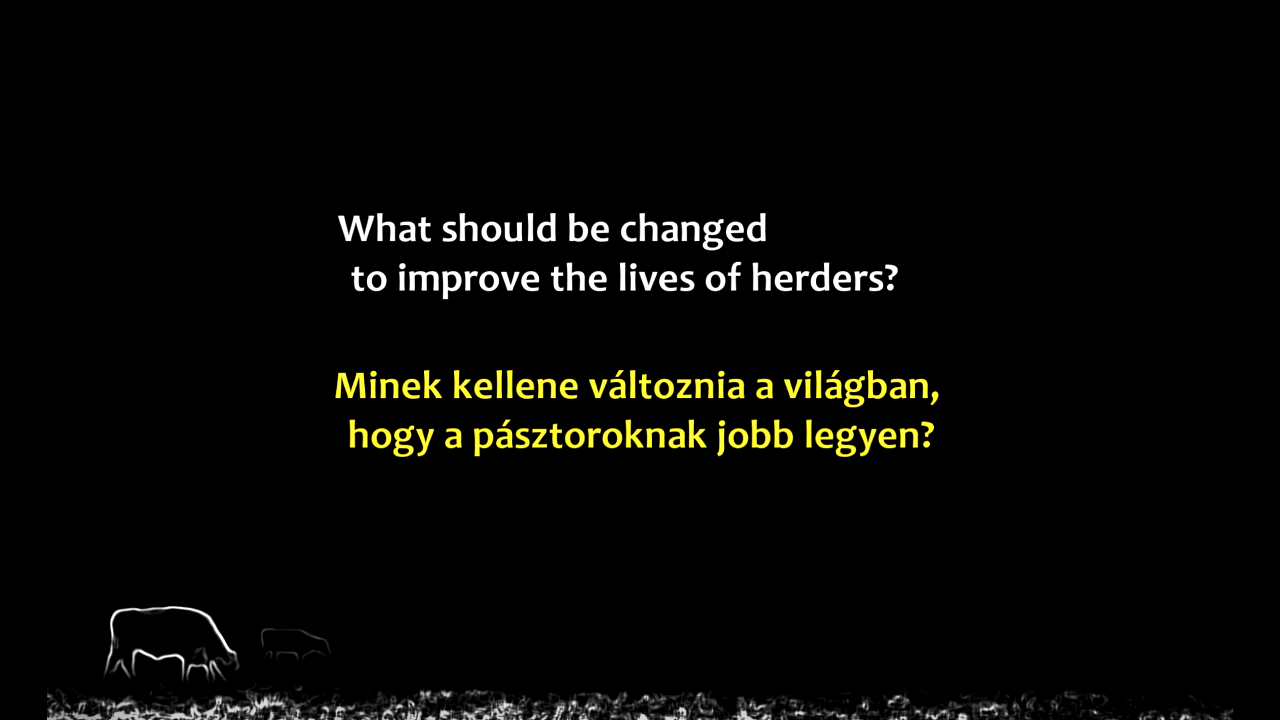 What should be changed
to improve the lives of herders?
Minek kellene változnia a világban,
hogy a pásztoroknak jobb legyen?